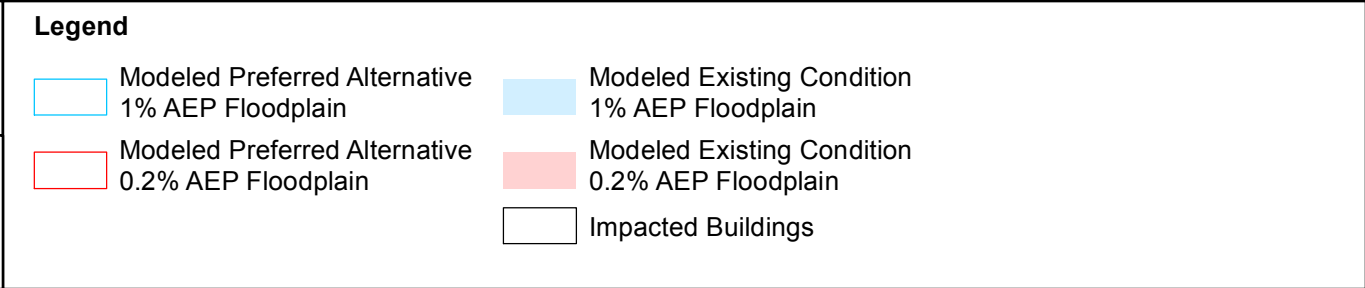 Legend
Modeled Preferred Alternative
1% AEP Floodplain
Modeled Preferred Alternative
0.2% AEP Floodplain
Modeled Existing Condition
1% AEP Floodplain
Modeled Existing Condition
0.2% AEP Floodplain
Impacted Buildings